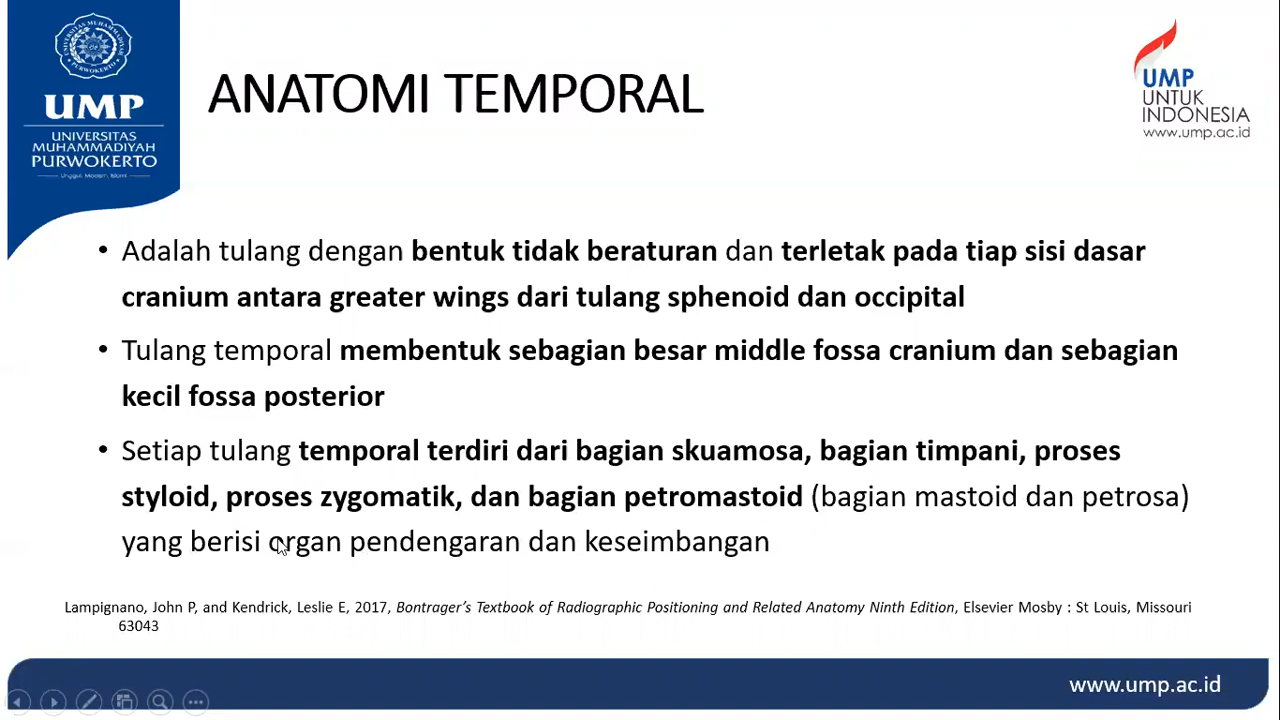 UNIVERSITAS MUHAMMADIYAH
PURWOKERTO
UMP
UNIVERSITAS
MUHAMMADIYAH
PURWOKERTO
Unggul, Modern, Islami
ANATOMI TEMPORAL
UMP
UNTUK
INDONESIA
www.ump.ac.id
• Adalah tulang dengan bentuk tidak beraturan dan terletak pada tiap sisi dasar
cranium antara greater wings dari tulang sphenoid dan occipital
• Tulang temporal membentuk sebagian besar middle fossa cranium dan sebagian
kecil fossa posterior
• Setiap tulang temporal terdiri dari bagian skuamosa, bagian timpani, proses
styloid, proses zygomatik, dan bagian petromastoid (bagian mastoid dan petrosa)
yang berisi organ pendengaran dan keseimbangan
Lampignano, John P, and Kendrick, Leslie E, 2017, Bontrager’s Textbook of Radiographic Positioning and Related Anatomy Ninth Edition, Elsevier Mosby : St Louis, Missouri
63043
www.ump.ac.id